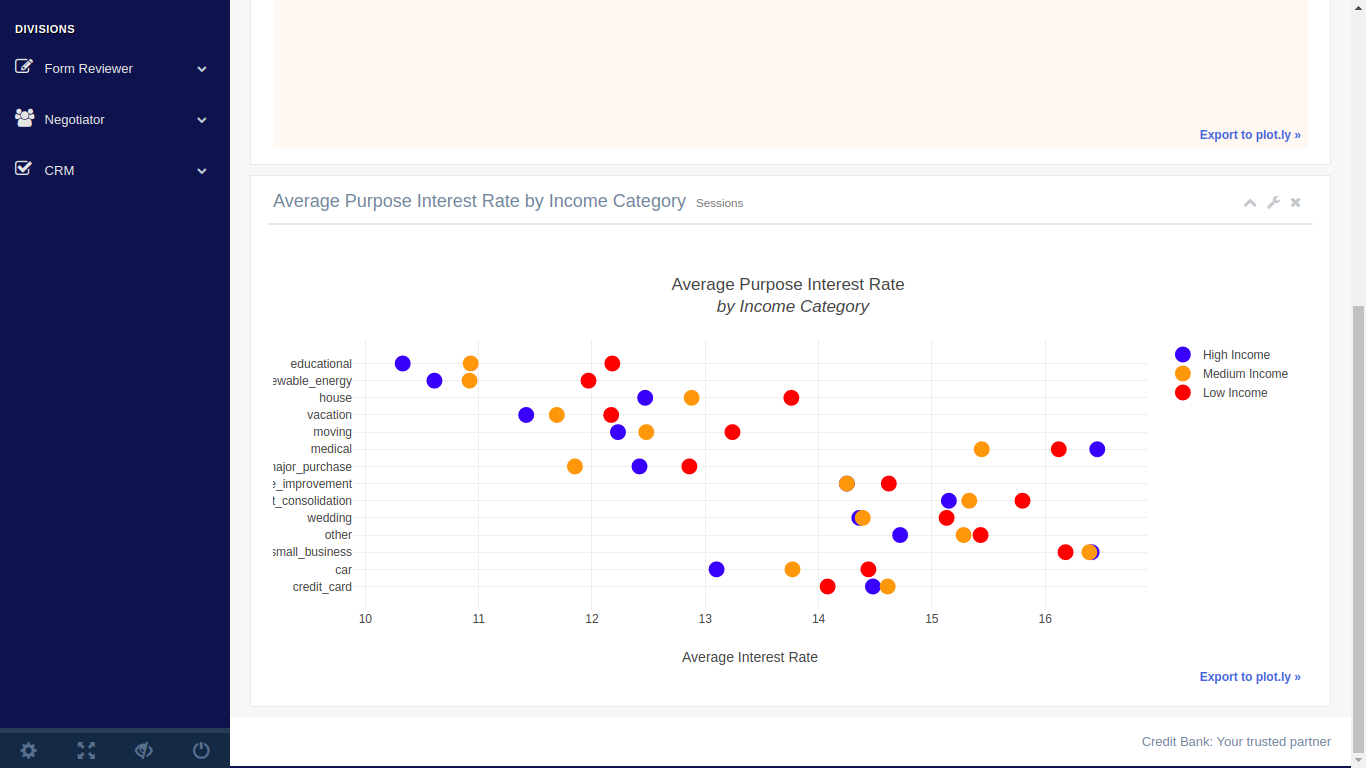 DIVISIONS
Form Reviewer
Negotiator
CRM
Export to plot.ly »
Average Purpose Interest Rate by Income Category Sessions
Average Purpose Interest Rate
by Income Category
High Income
Medium Income
Low Income
educational
ewable_energy
house
vacation
moving
medical
major_purchase
e_improvement
t_consolidation
wedding
other
small_business
car
credit_card
10 11 12 13 14 15 16
Average Interest Rate
Export to plot.ly »
Credit Bank: Your trusted partner